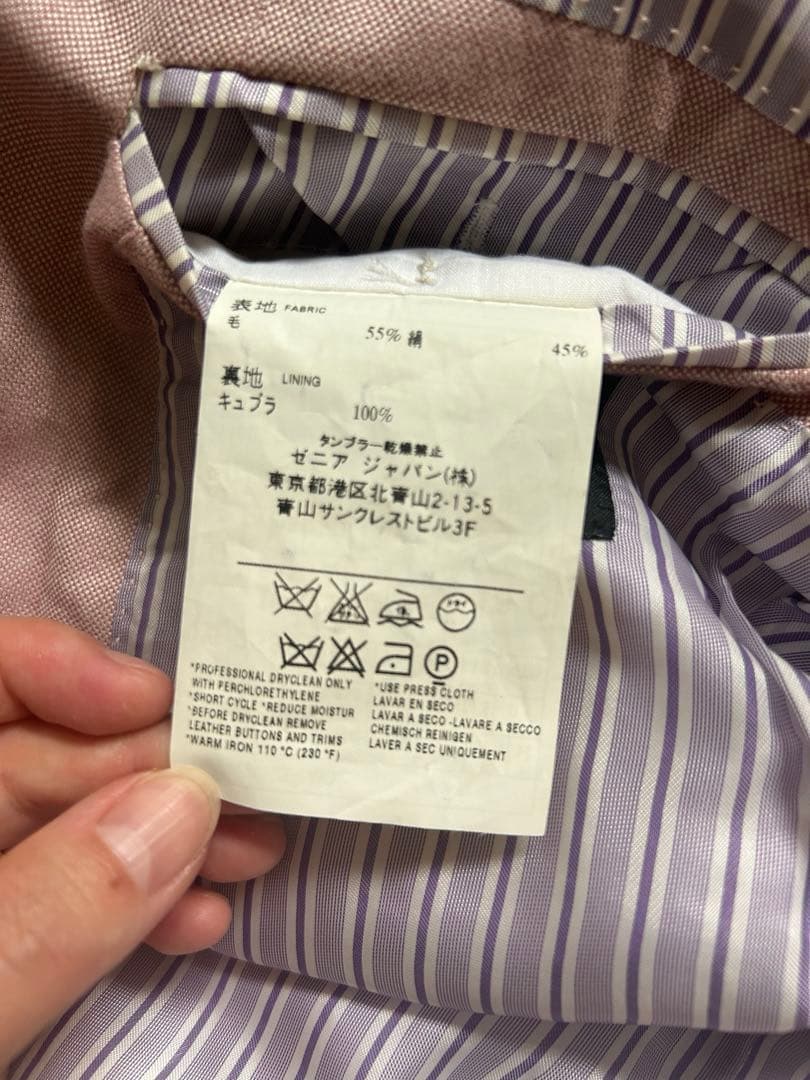 表地 FABRIC
毛 55% 絹 45%
裏地 LINING
キュプラ 100%
タンブラー乾燥禁止
ゼニア ジャパン(株)
東京都港区北青山2-13-5
青山サンクレストビル3F
P
*PROFESSIONAL DRYCLEAN ONLY
WITH PERCHLORETHYLENE
*SHORT CYCLE *REDUCE MOISTUR
*BEFORE DRYCLEAN REMOVE
LEATHER BUTTONS AND TRIMS
*WARM IRON 110 °C (230 °F)
*USE PRESS CLOTH
LAVAR EN SECO
LAVAR A SECO -LAVARE A SECCO
CHEMISCH REINIGEN
LAVER A SEC UNIQUEMENT